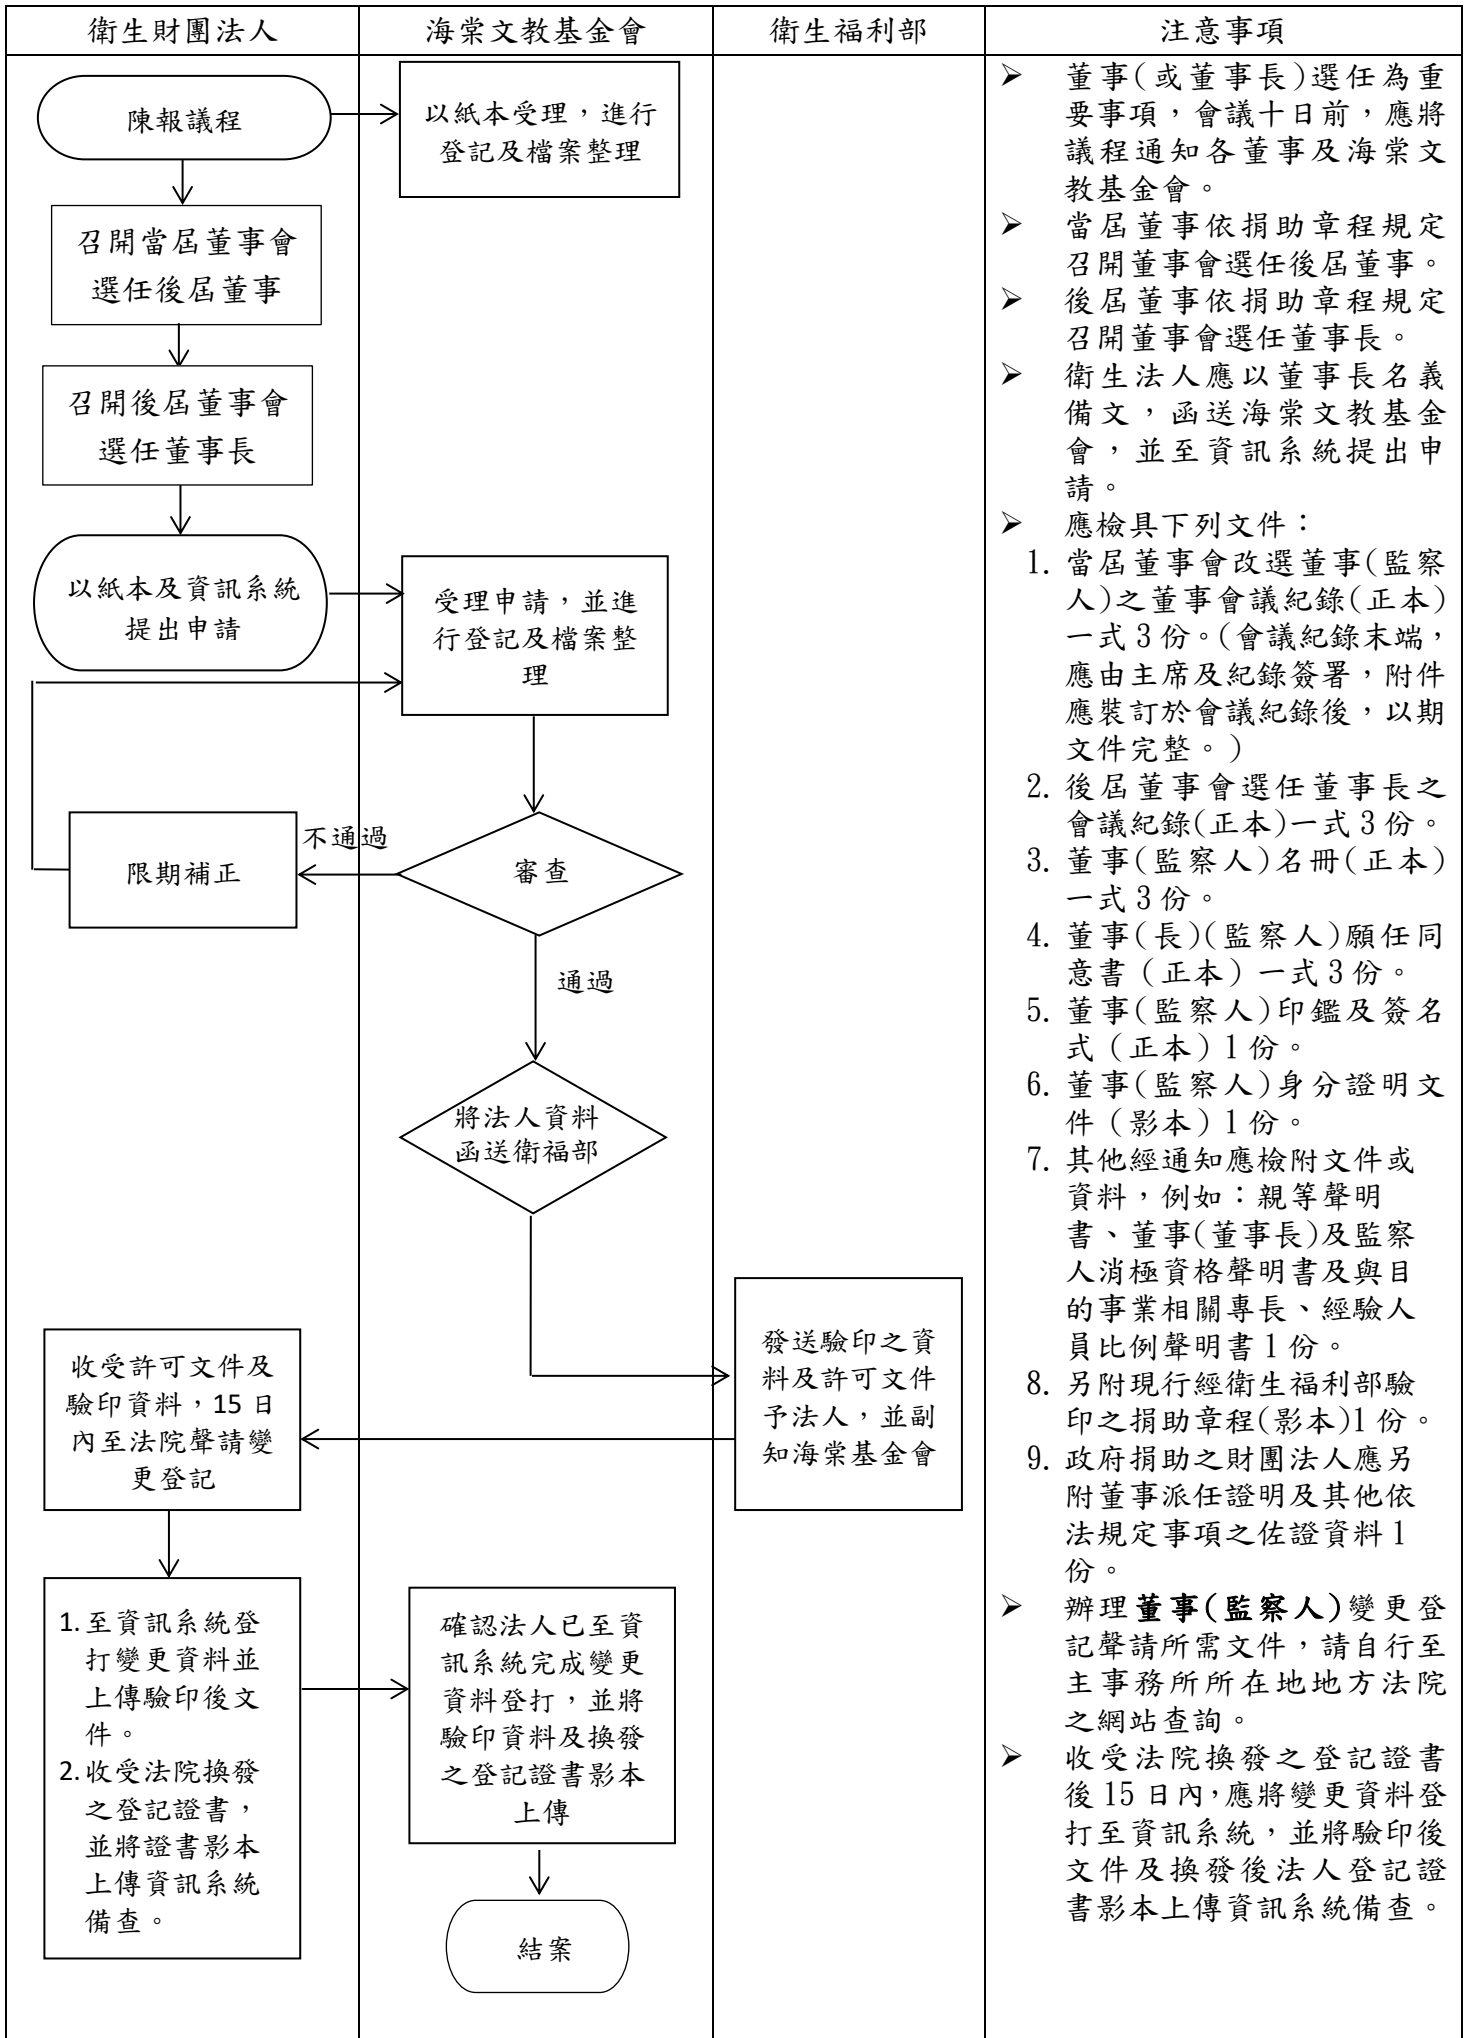 衛生財團法人
海棠文教基金會
衛生福利部
注意事項
陳報議程
以紙本受理，進行
登記及檔案整理
召開當屆董事會
選任後屆董事
召開後屆董事會
選任董事長
以紙本及資訊系統
提出申請
受理申請，並進
行登記及檔案整
理
不通過
限期補正
審查
通過
將法人資料
函送衛福部
發送驗印之資
料及許可文件
予法人，並副
知海棠基金會
收受許可文件及
驗印資料，15 日
內至法院聲請變
更登記
1. 至資訊系統登
打變更資料並
上傳驗印後文
件。
2. 收受法院換發
之登記證書，
並將證書影本
上傳資訊系統
備查。
確認法人已至資
訊系統完成變更
資料登打，並將
驗印資料及換發
之登記證書影本
上傳
結案
➢ 董事(或董事長)選任為重
要事項，會議十日前，應將
議程通知各董事及海棠文
教基金會。
➢ 當屆董事依捐助章程規定
召開董事會選任後屆董事。
➢ 後屆董事依捐助章程規定
召開董事會選任董事長。
➢ 衛生法人應以董事長名義
備文，函送海棠文教基金
會，並至資訊系統提出申
請。
➢ 應檢具下列文件：
1. 當屆董事會改選董事(監察
人)之董事會議紀錄(正本)
一式 3 份。(會議紀錄末端，
應由主席及紀錄簽署，附件
應裝訂於會議紀錄後，以期
文件完整。)
2. 後屆董事會選任董事長之
會議紀錄(正本)一式 3 份。
3. 董事(監察人)名冊(正本)
一式 3 份。
4. 董事(長)(監察人)願任同
意書（正本）一式 3 份。
5. 董事(監察人)印鑑及簽名
式（正本）1 份。
6. 董事(監察人)身分證明文
件（影本）1 份。
7. 其他經通知應檢附文件或
資料，例如：親等聲明
書、董事(董事長)及監察
人消極資格聲明書及與目
的事業相關專長、經驗人
員比例聲明書 1 份。
8. 另附現行經衛生福利部驗
印之捐助章程(影本)1 份。
9. 政府捐助之財團法人應另
附董事派任證明及其他依
法規定事項之佐證資料 1
份。
➢ 辦理董事(監察人)變更登
記聲請所需文件，請自行至
主事務所所在地地方法院
之網站查詢。
➢ 收受法院換發之登記證書
後 15 日內，應將變更資料登
打至資訊系統，並將驗印後
文件及換發後法人登記證
書影本上傳資訊系統備查。